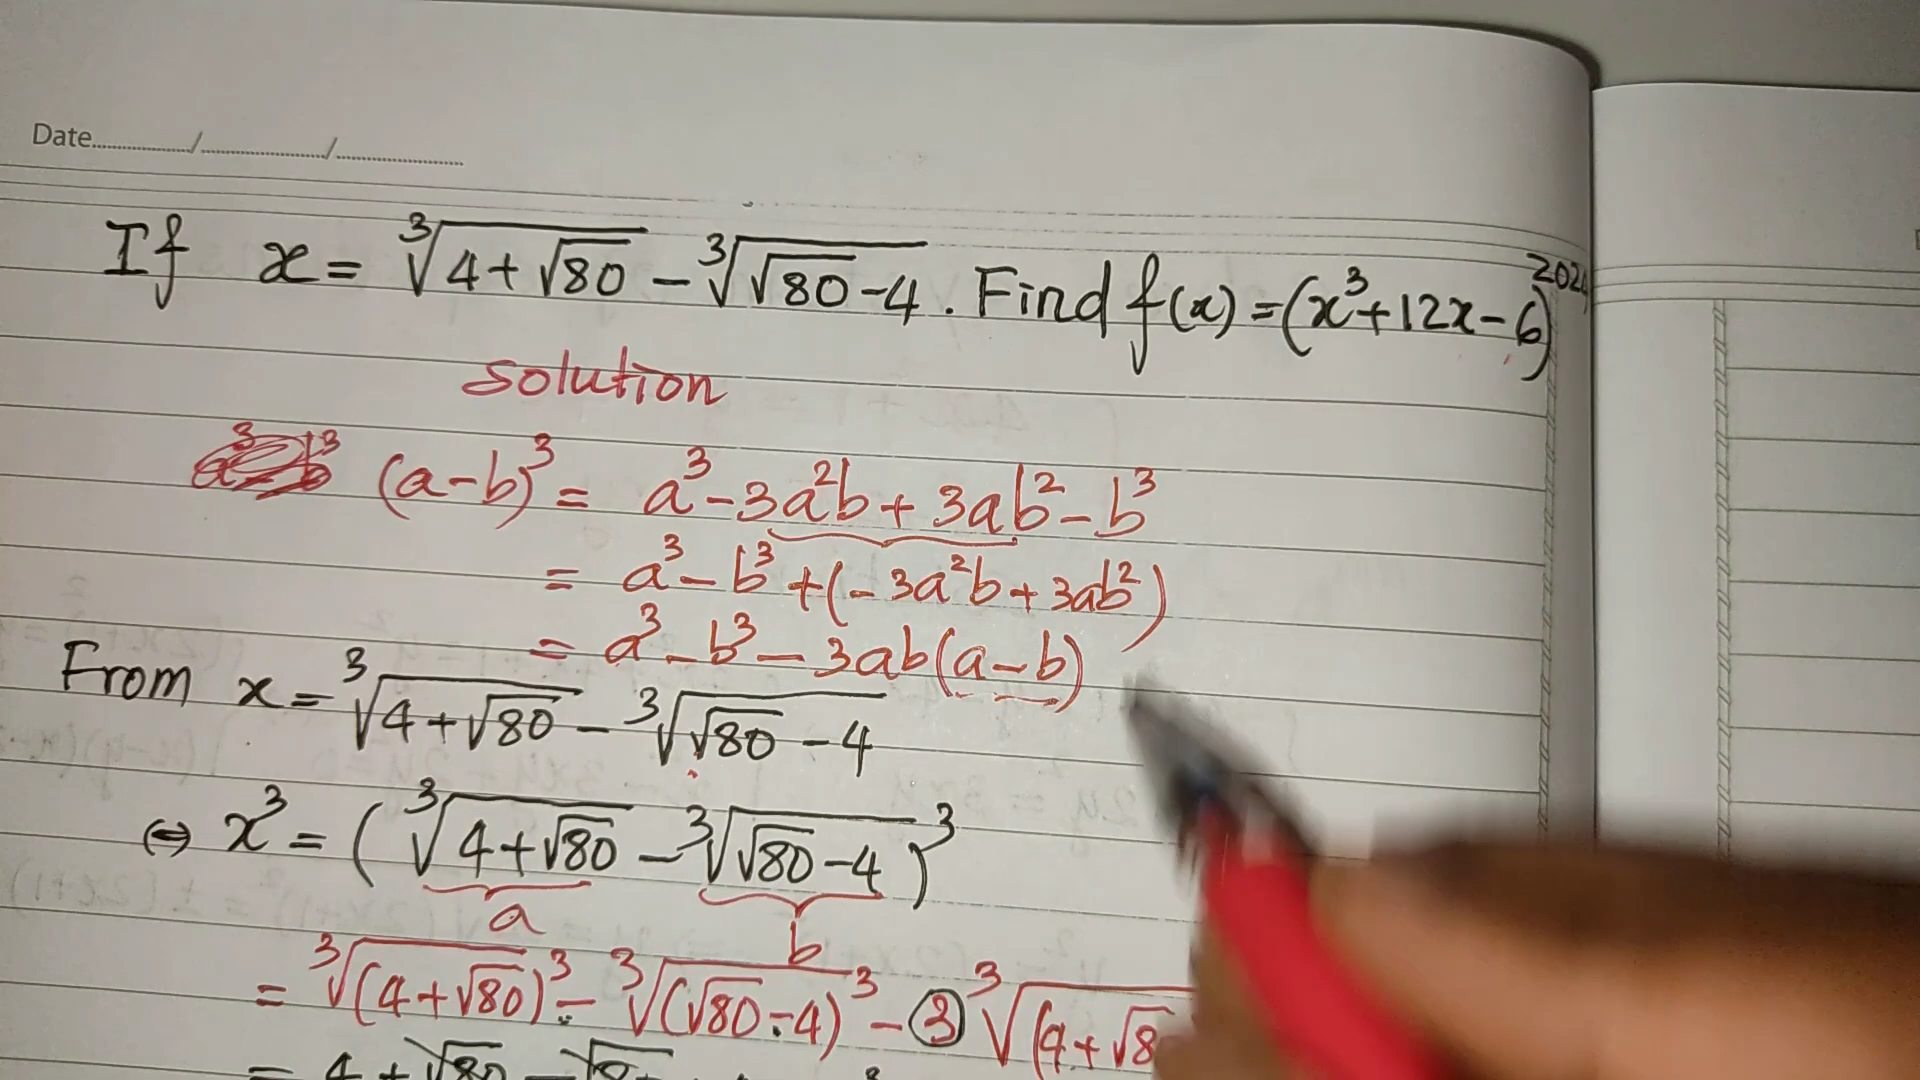 Date.........../.............../...............
If x = ∛(4+√80) - ∛(√80-4). Find f(x) = (x³+12x-6)²⁰²⁴
solution
(a-b)³ = a³-3a²b+3ab²-b³
= a³-b³+(-3a²b+3ab²)
= a³-b³-3ab(a-b)
From x = ∛(4+√80) - ∛(√80-4)
⇔ x³ = (∛(4+√80) - ∛(√80-4))³
a b
= ∛(4+√80)³ - ∛(√80-4)³ - 3 ∛(4+√8
= 4+√80 -